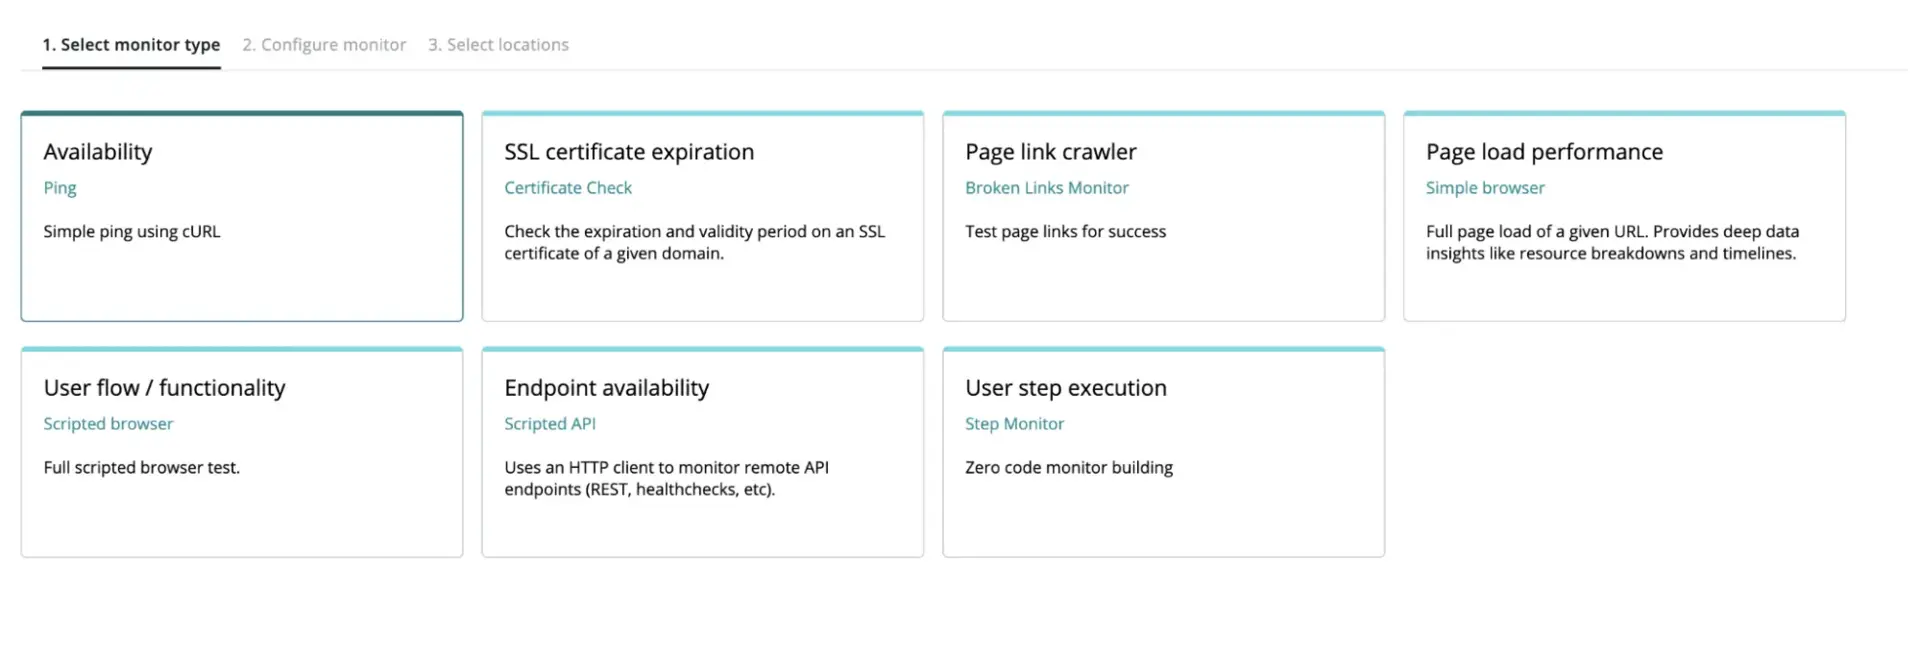 1. Select monitor type 2. Configure monitor 3. Select locations
Availability
Ping
Simple ping using cURL
SSL certificate expiration
Certificate Check
Check the expiration and validity period on an SSL
certificate of a given domain.
Page link crawler
Broken Links Monitor
Test page links for success
Page load performance
Simple browser
Full page load of a given URL. Provides deep data
insights like resource breakdowns and timelines.
User flow / functionality
Scripted browser
Full scripted browser test.
Endpoint availability
Scripted API
Uses an HTTP client to monitor remote API
endpoints (REST, healthchecks, etc).
User step execution
Step Monitor
Zero code monitor building